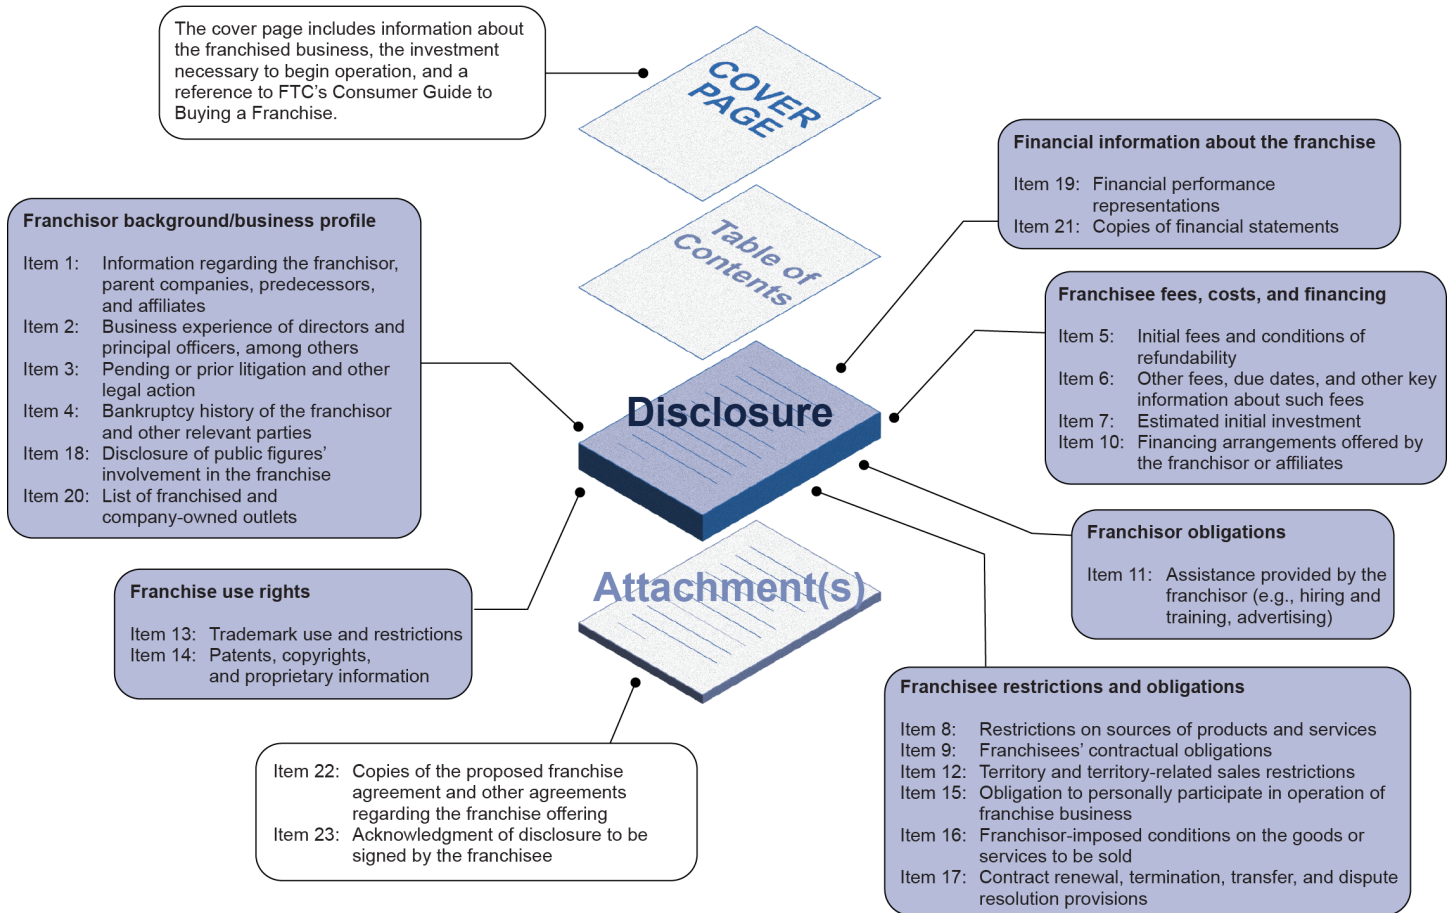 The cover page includes information about
the franchised business, the investment
necessary to begin operation, and a
reference to FTC’s Consumer Guide to
Buying a Franchise.
COVER
PAGE
Table of
Contents
Disclosure
Attachment(s)
Franchisor background/business profile
Item 1: Information regarding the franchisor,
parent companies, predecessors,
and affiliates
Item 2: Business experience of directors and
principal officers, among others
Item 3: Pending or prior litigation and other
legal action
Item 4: Bankruptcy history of the franchisor
and other relevant parties
Item 18: Disclosure of public figures’
involvement in the franchise
Item 20: List of franchised and
company-owned outlets
Franchise use rights
Item 13: Trademark use and restrictions
Item 14: Patents, copyrights,
and proprietary information
Item 22: Copies of the proposed franchise
agreement and other agreements
regarding the franchise offering
Item 23: Acknowledgment of disclosure to be
signed by the franchisee
Financial information about the franchise
Item 19: Financial performance
representations
Item 21: Copies of financial statements
Franchisee fees, costs, and financing
Item 5: Initial fees and conditions of
refundability
Item 6: Other fees, due dates, and other key
information about such fees
Item 7: Estimated initial investment
Item 10: Financing arrangements offered by
the franchisor or affiliates
Franchisor obligations
Item 11: Assistance provided by the
franchisor (e.g., hiring and
training, advertising)
Franchisee restrictions and obligations
Item 8: Restrictions on sources of products and services
Item 9: Franchisees’ contractual obligations
Item 12: Territory and territory-related sales restrictions
Item 15: Obligation to personally participate in operation of
franchise business
Item 16: Franchisor-imposed conditions on the goods or
services to be sold
Item 17: Contract renewal, termination, transfer, and dispute
resolution provisions